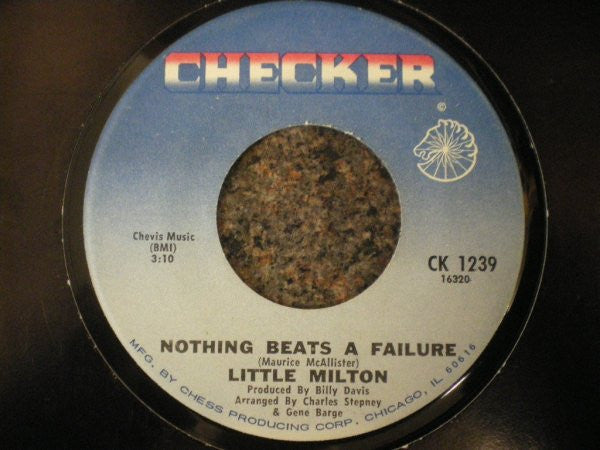 CHECKER
©
Chevis Music
(BMI)
3:10
CK 1239
16320
NOTHING BEATS A FAILURE
(Maurice McAllister)
LITTLE MILTON
Produced By Billy Davis
Arranged By Charles Stepney
& Gene Barge
MFG. BY CHESS PRODUCING CORP. CHICAGO, IL 60616